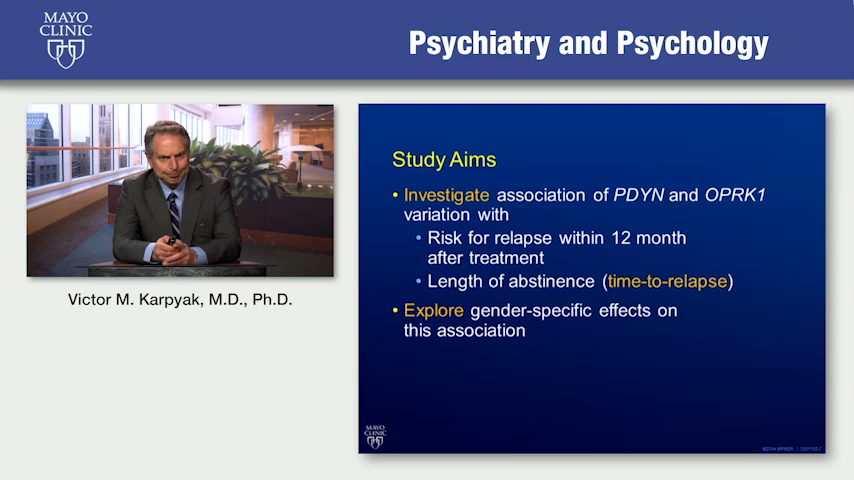 MAYO
CLINIC
Psychiatry and Psychology
Study Aims
• Investigate association of PDYN and OPRK1
variation with
• Risk for relapse within 12 month
after treatment
• Length of abstinence (time-to-relapse)
• Explore gender-specific effects on
this association
Victor M. Karpyak, M.D., Ph.D.
MAYO
CLINIC